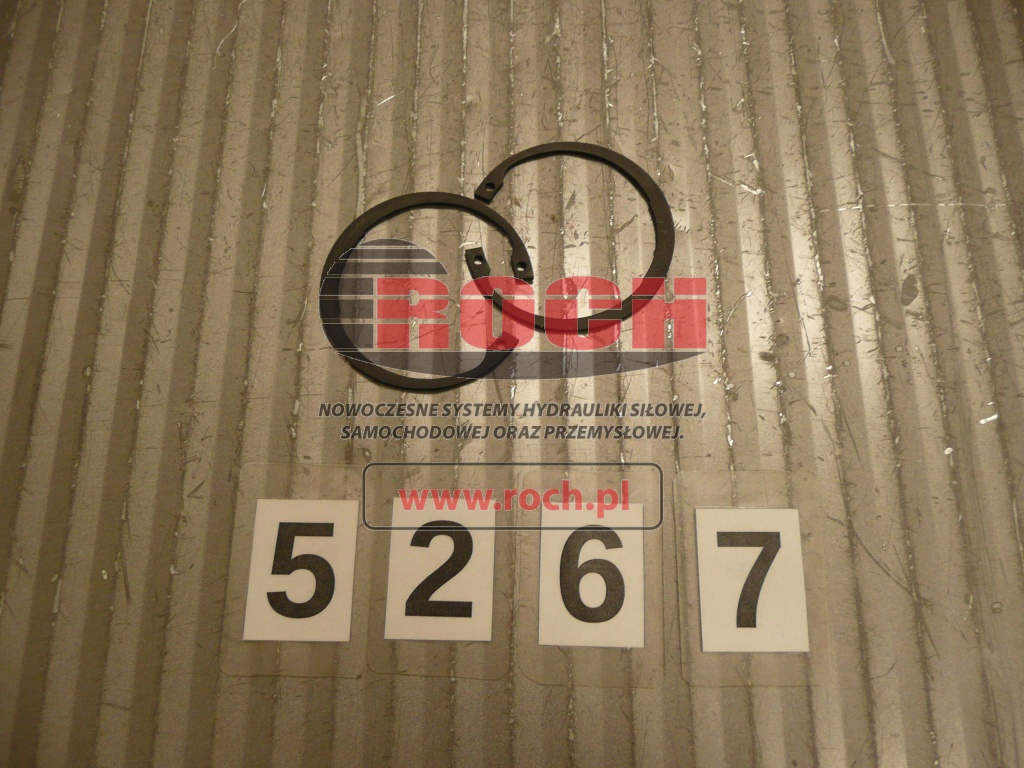 ROCH
NOWOCZESNE SYSTEMY HYDRAULIKI SIŁOWEJ,
SAMOCHODOWEJ ORAZ PRZEMYSŁOWEJ.
www.roch.pl
5 2 6 7